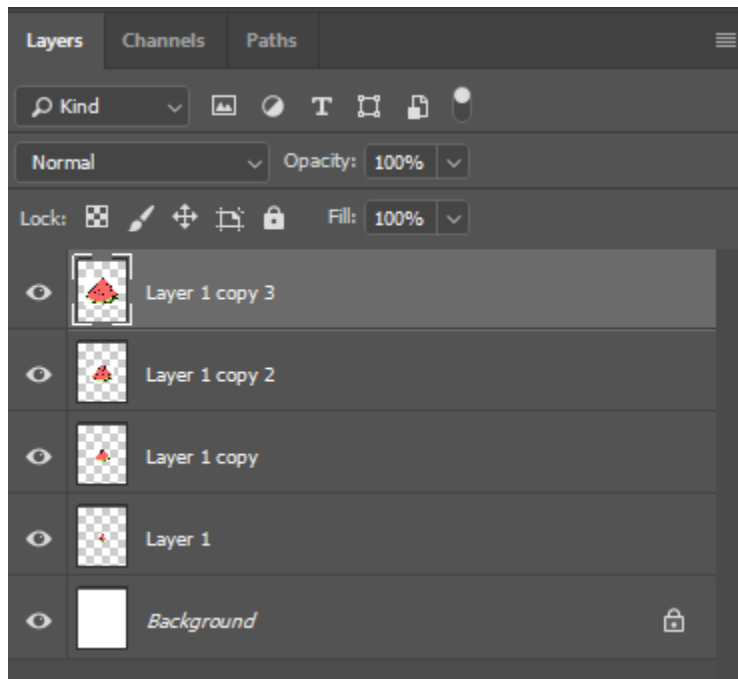 Layers Channels Paths
Kind T
Normal Opacity: 100%
Lock: Fill: 100%
Layer 1 copy 3
Layer 1 copy 2
Layer 1 copy
Layer 1
Background